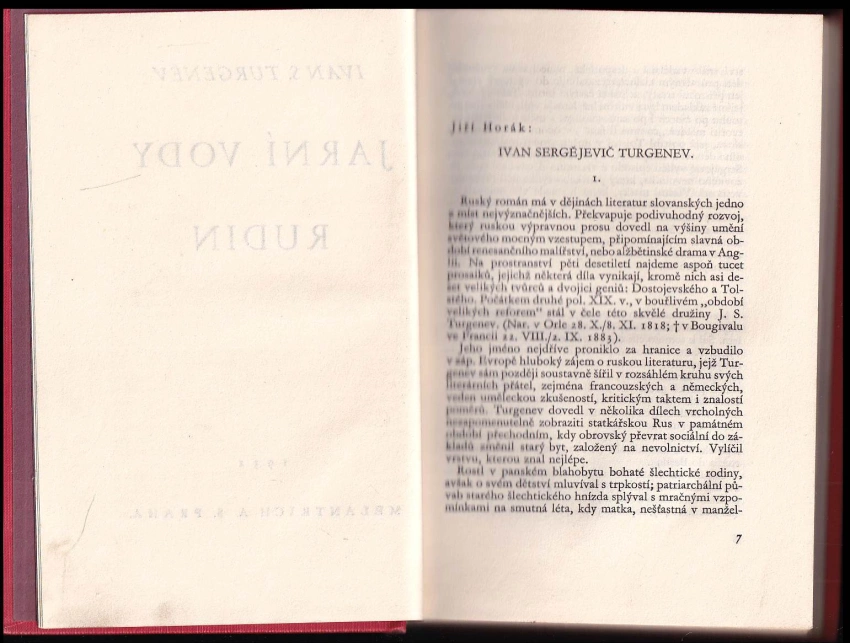 IVAN S. TURGENĚV
JARNÍ VODY
RUDIN
MELANTRICH A. S. PRAHA
Jiří Horák:
IVAN SERGĚJEVIČ TURGENEV.
1.
Ruský román má v dějinách literatur slovanských jedno
z míst nejvýznačnějších. Překvapuje podivuhodný rozvoj,
který ruskou výpravnou prosu dovedl na výšiny umění
světového mocným vzestupem, připomínajícím slavná ob-
dobí renesančního malířství, nebo alžbětinské drama v Ang-
lii. Na prostranství pěti desetiletí najdeme aspoň tucet
prosaiků, jejichž některá díla vynikají, kromě nich asi de-
set velikých tvůrců a dvojici geniů: Dostojevského a Tol-
stého. Počátkem druhé pol. XIX. v., v bouřlivém „období
velikých reforem" stál v čele této skvělé družiny J. S.
Turgenev. (Nar. v Orle 28. X./8. XI. 1818; † v Bougivalu
ve Francii 22. VIII./2. IX. 1883).
Jeho jméno nejdříve proniklo za hranice a vzbudilo
v záp. Evropě hluboký zájem o ruskou literaturu, jejž Tur-
genev sám později soustavně šířil v rozsáhlém kruhu svých
literárních přátel, zejména francouzských a německých,
veden uměleckou zkušeností, kritickým taktem i znalostí
poměrů. Turgenev dovedl v několika dílech vrcholných
nezapomenutelně zobraziti statkářskou Rus v památném
období přechodním, kdy obrovský převrat sociální do zá-
kladů změnil starý byt, založený na nevolnictví. Vylíčil
vrstvu, kterou znal nejlépe.
Rostl v panském blahobytu bohaté šlechtické rodiny,
avšak o svém dětství mluvíval s trpkostí; patriarchální pů-
vab starého šlechtického hnízda splýval s mračnými vzpo-
mínkami na smutná léta, kdy matka, nešťastná v manžel-
7